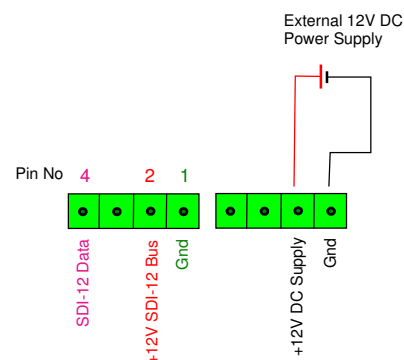 External 12V DC
Power Supply
Pin No 4 2 1
SDI-12 Data
+12V SDI-12 Bus
Gnd
+12V DC Supply
Gnd